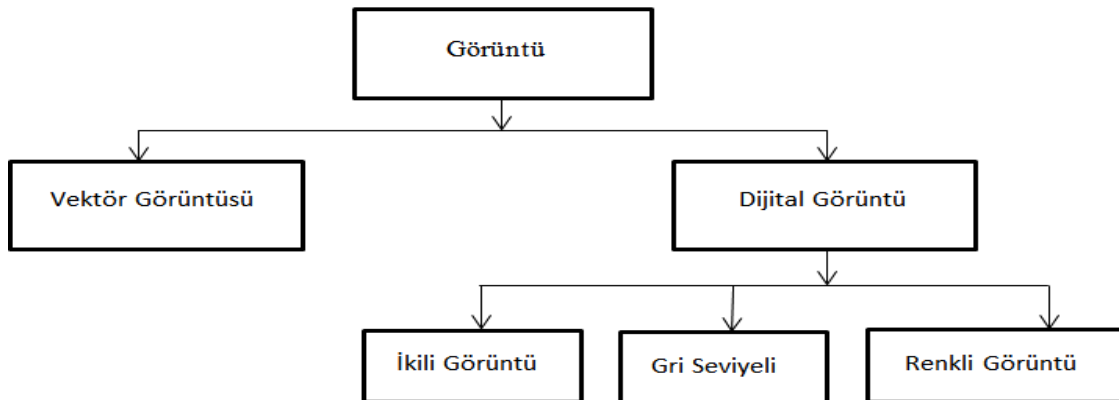 Görüntü
Vektör Görüntüsü
Dijital Görüntü
İkili Görüntü
Gri Seviyeli
Renkli Görüntü